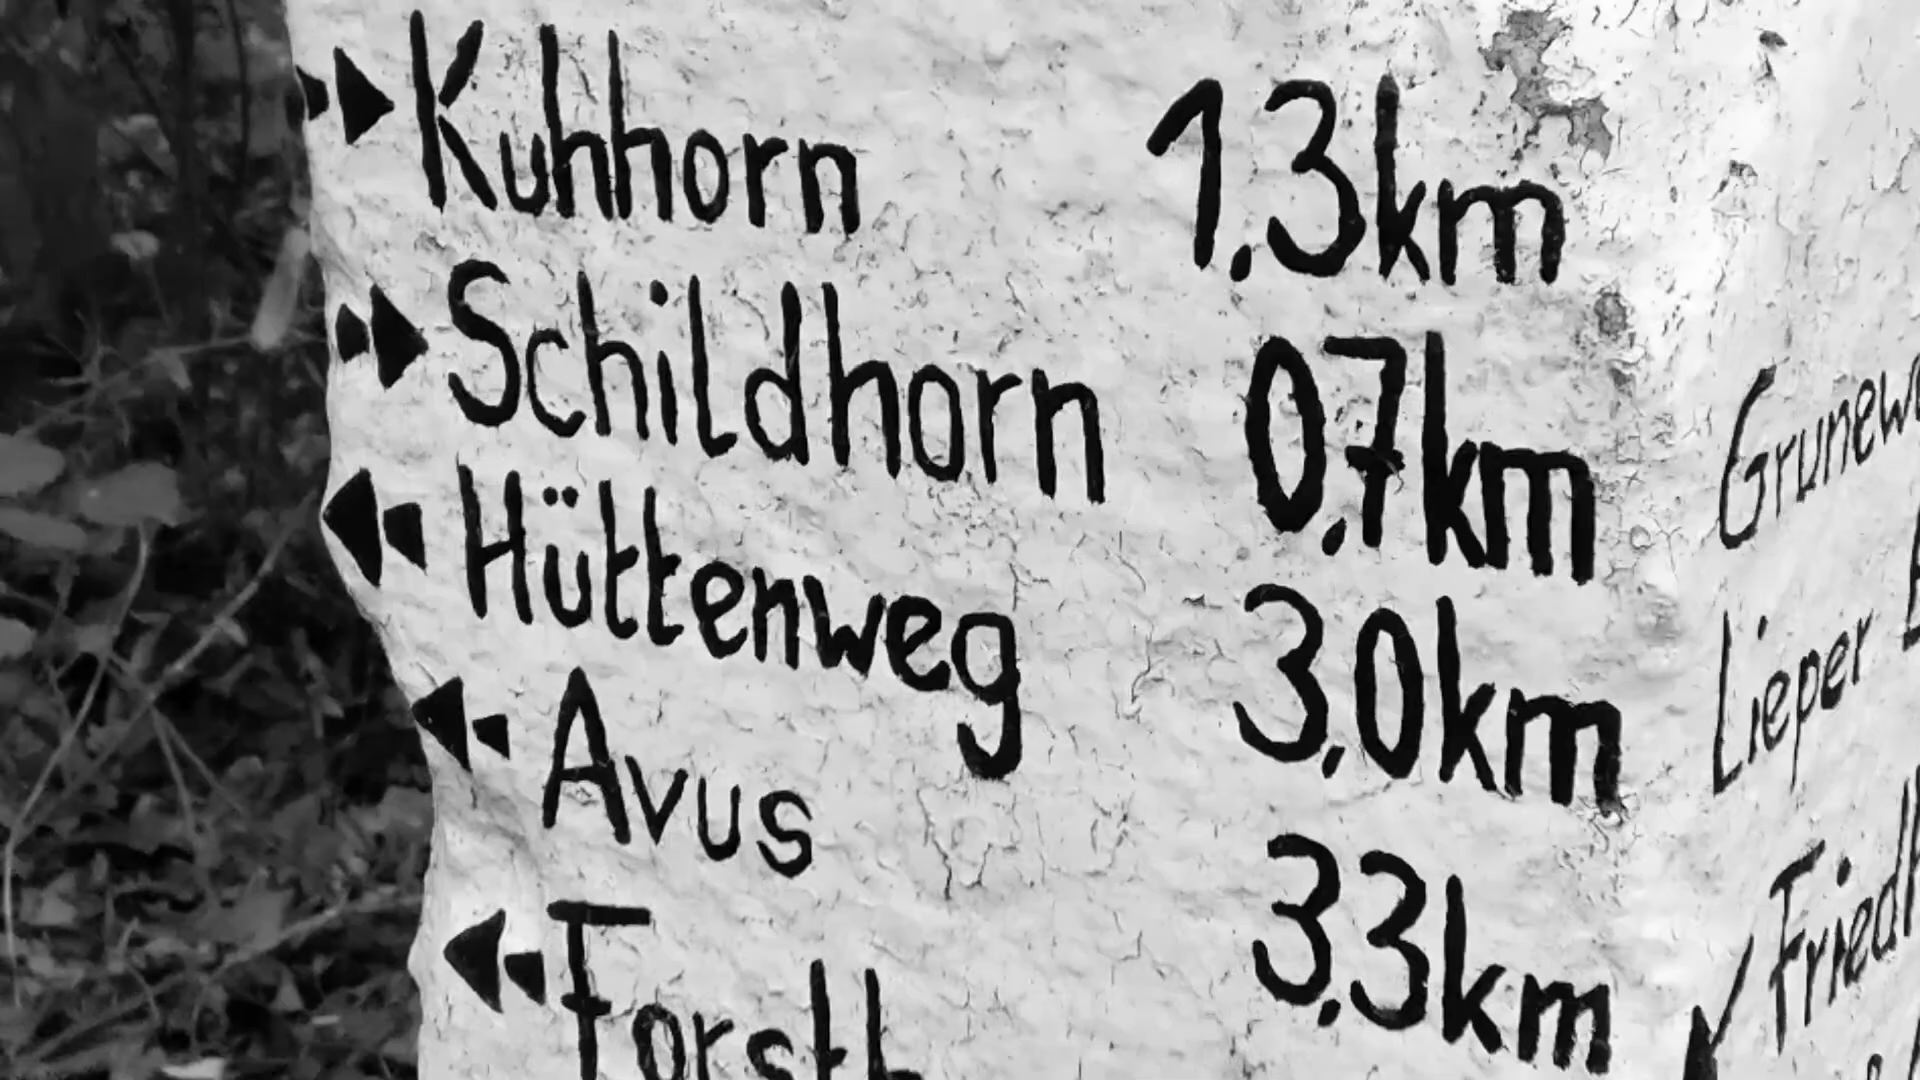 Kuhhorn 1,3km
Schildhorn 0,7km
Hüttenweg 3,0km
Avus 3,3km
Lieper